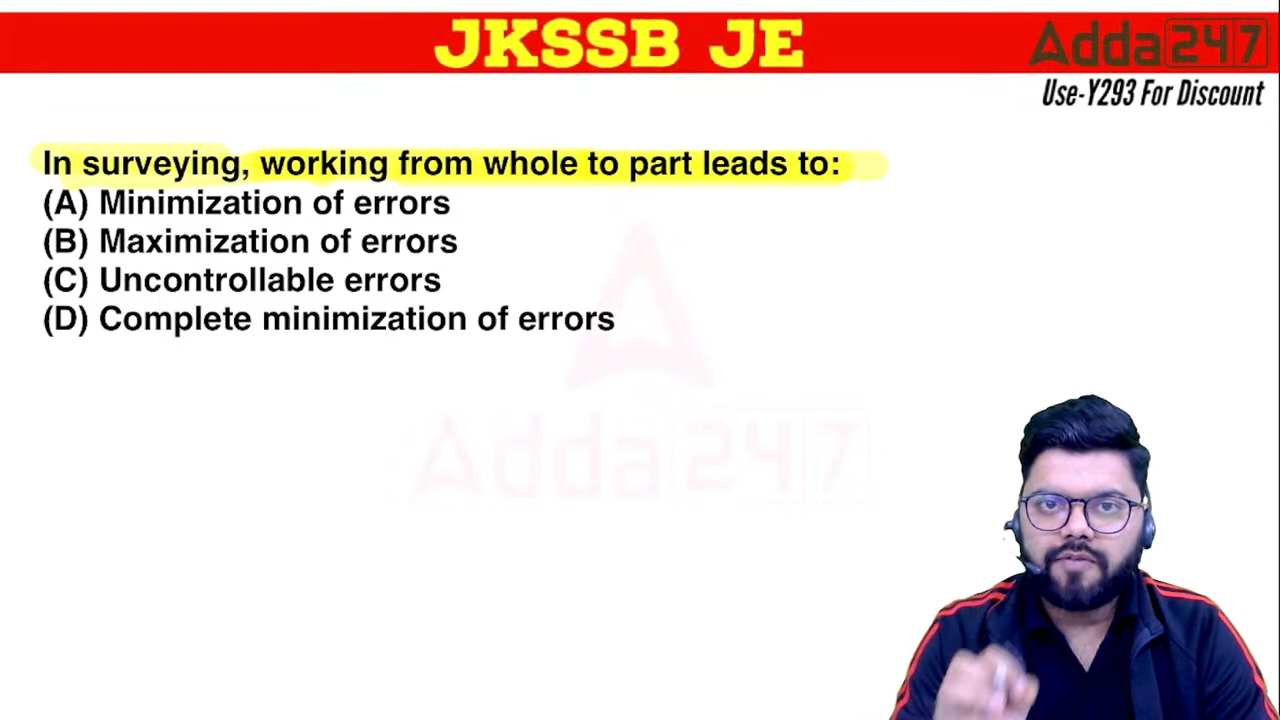 JKSSB JE
Adda247
Use-Y293 For Discount
In surveying, working from whole to part leads to:
(A) Minimization of errors
(B) Maximization of errors
(C) Uncontrollable errors
(D) Complete minimization of errors
Adda247